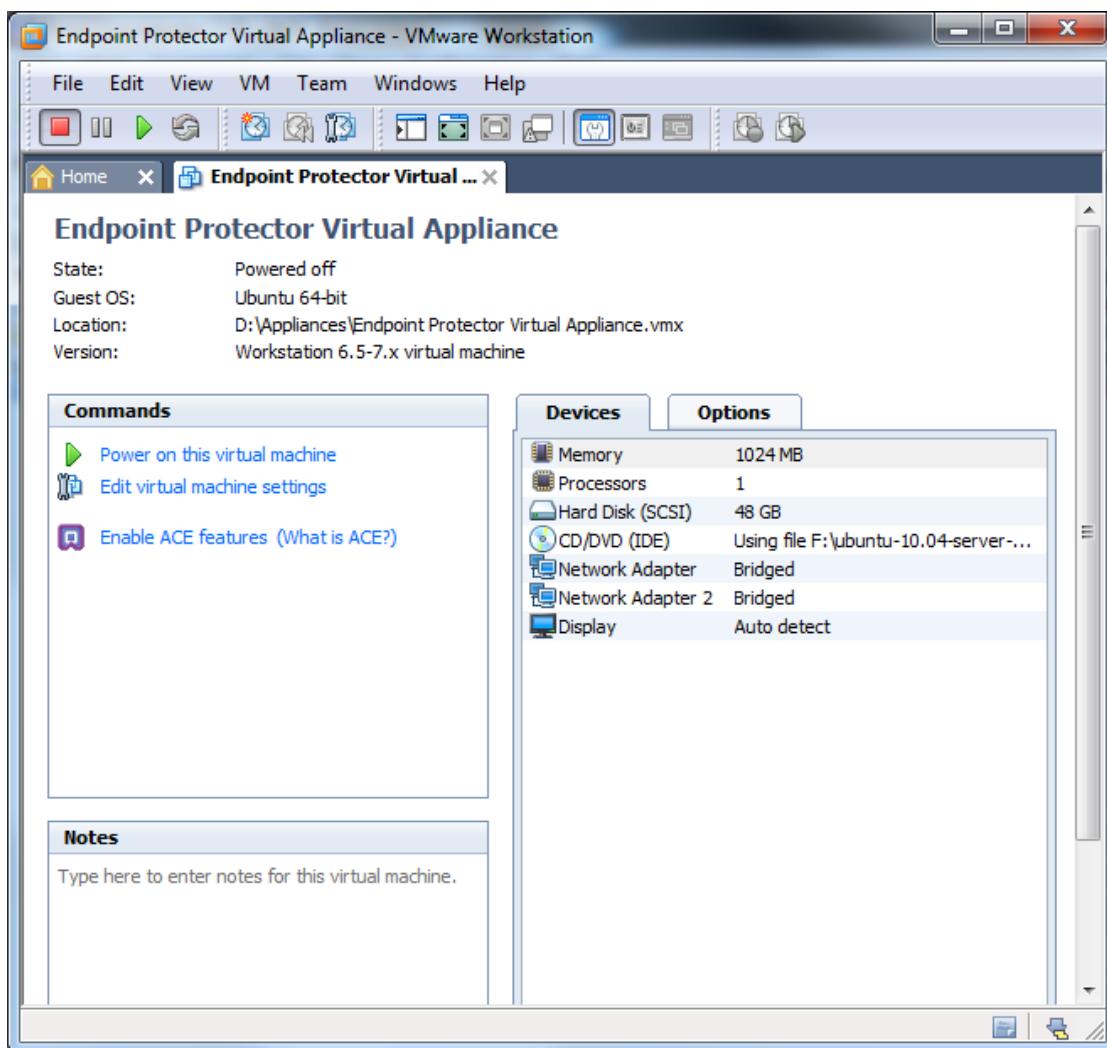 Endpoint Protector Virtual Appliance - VMware Workstation
File Edit View VM Team Windows Help
Home Endpoint Protector Virtual ...
Endpoint Protector Virtual Appliance
State: Powered off
Guest OS: Ubuntu 64-bit
Location: D:\Appliances\Endpoint Protector Virtual Appliance.vmx
Version: Workstation 6.5-7.x virtual machine
Commands
Power on this virtual machine
Edit virtual machine settings
Enable ACE features (What is ACE?)
Devices Options
Memory 1024 MB
Processors 1
Hard Disk (SCSI) 48 GB
CD/DVD (IDE) Using file F:\ubuntu-10.04-server-...
Network Adapter Bridged
Network Adapter 2 Bridged
Display Auto detect
Notes
Type here to enter notes for this virtual machine.